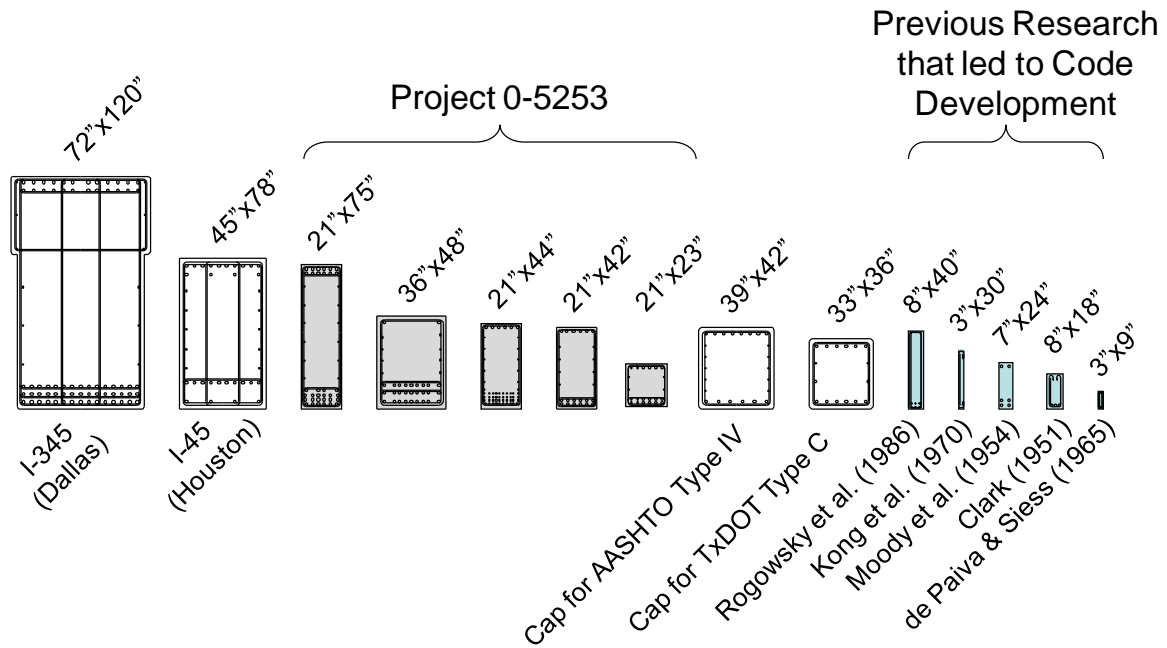 Previous Research
that led to Code
Development
Project 0-5253
72”x120”
45”x78”
21”x75”
36”x48”
21”x44”
21”x42”
21”x23”
39”x42”
33”x36”
8”x40”
3”x30”
7”x24”
8”x18”
3”x9”
I-345
(Dallas)
I-45
(Houston)
Cap for AASHTO Type IV
Cap for TxDOT Type C
Rogowsky et al. (1986)
Kong et al. (1970)
Moody et al. (1954)
Clark (1951)
de Paiva & Siess (1965)